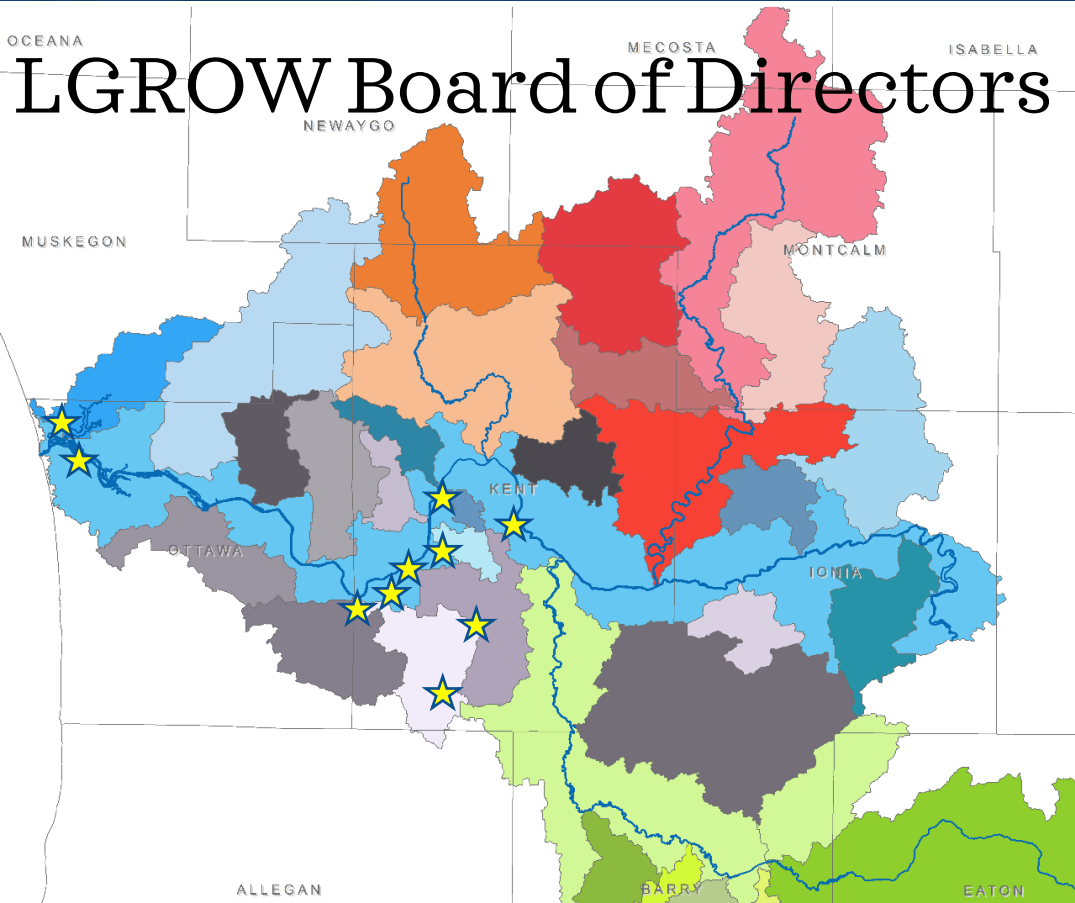 OCEANA
MECOSTA
ISABELLA
LGROW Board of Directors
NEWAYGO
MUSKEGON
MONTCALM
KENT
OTTAWA
IONIA
ALLEGAN
BARRY
EATON